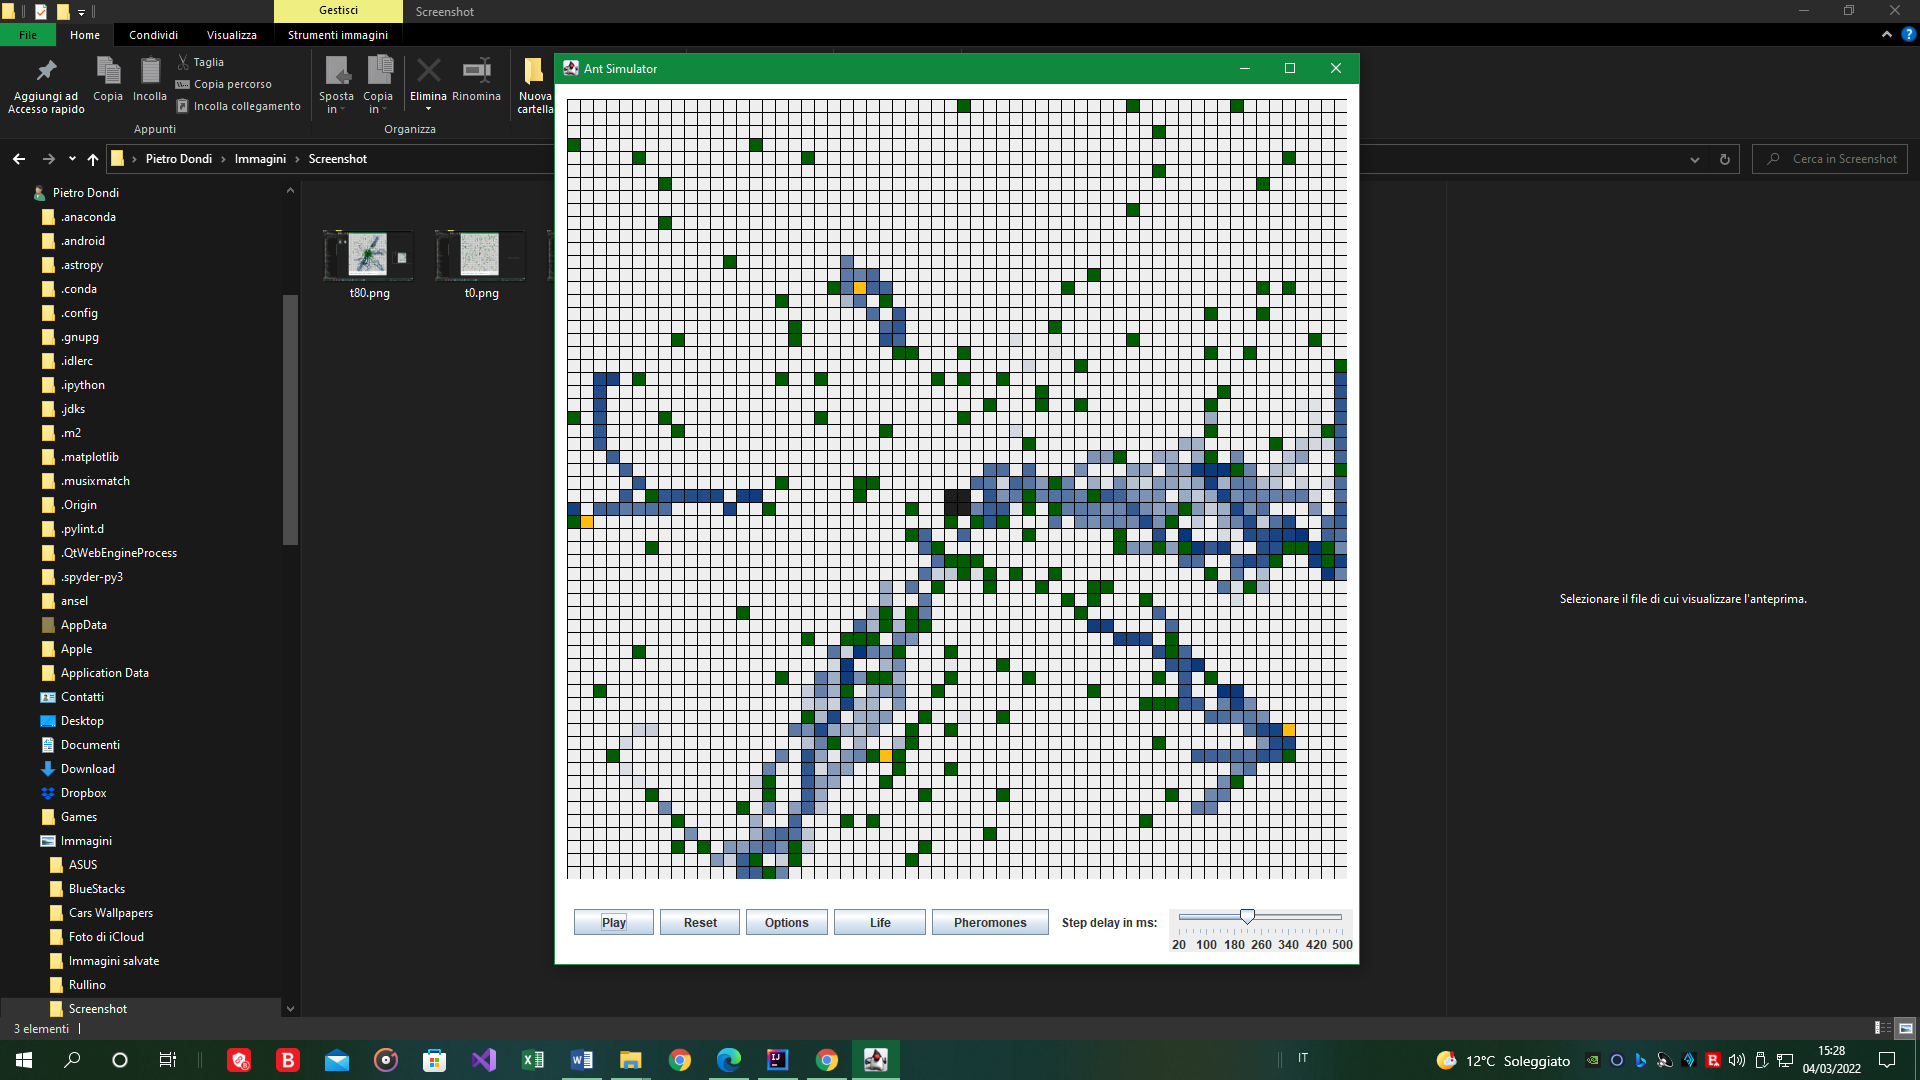 Gestisci
Screenshot
File
Home
Condividi
Visualizza
Strumenti immagini
Aggiungi ad
Accesso rapido
Copia
Incolla
Taglia
Copia percorso
Incolla collegamento
Appunti
Sposta
in
Copia
in
Elimina
Rinomina
Organizza
Nuova
cartella
Pietro Dondi
Immagini
Screenshot
Cerca in Screenshot
Pietro Dondi
.anaconda
.android
.astropy
.conda
.config
.gnupg
.idlerc
.ipython
.jdks
.m2
.matplotlib
.musixmatch
.Origin
.pylint.d
.QtWebEngineProcess
.spyder-py3
ansel
AppData
Apple
Application Data
Contatti
Desktop
Documenti
Download
Dropbox
Games
Immagini
ASUS
BlueStacks
Cars Wallpapers
Foto di iCloud
Immagini salvate
Rullino
Screenshot
3 elementi
t80.png
t0.png
Ant Simulator
Play
Reset
Options
Life
Pheromones
Step delay in ms:
20 100 180 260 340 420 500
Selezionare il file di cui visualizzare l'anteprima.
IT
12°C Soleggiato
15:28
04/03/2022